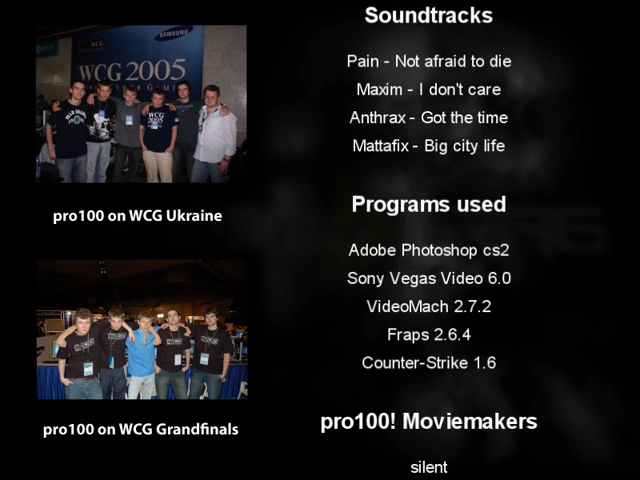 SAMSUNG
WCG 2005
pro100 on WCG Ukraine
pro100 on WCG Grandfinals
Soundtracks
Pain - Not afraid to die
Maxim - I don't care
Anthrax - Got the time
Mattafix - Big city life
Programs used
Adobe Photoshop cs2
Sony Vegas Video 6.0
VideoMach 2.7.2
Fraps 2.6.4
Counter-Strike 1.6
pro100! Moviemakers
silent